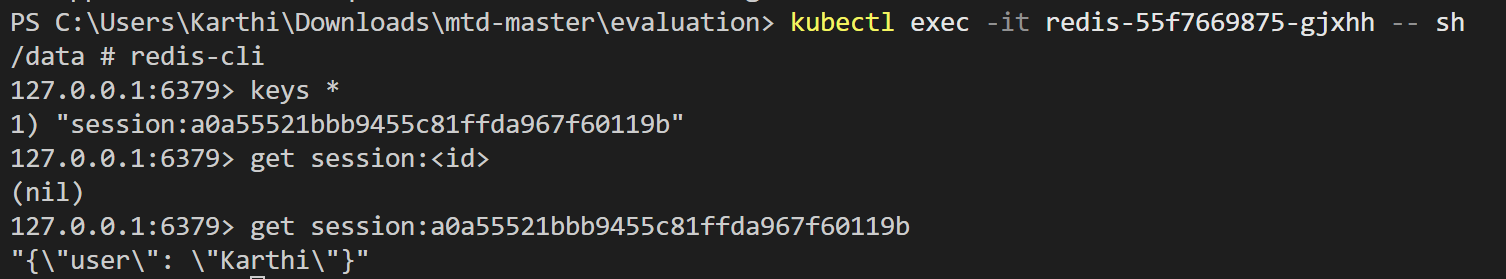 PS C:\Users\Karthi\Downloads\mtd-master\evaluation> kubectl exec -it redis-55f7669875-gjxhh -- sh
/data # redis-cli
127.0.0.1:6379> keys *
1) "session:a0a55521bbb9455c81ffda967f60119b"
127.0.0.1:6379> get session:<id>
(nil)
127.0.0.1:6379> get session:a0a55521bbb9455c81ffda967f60119b
"{\"user\": \"Karthi\"}"